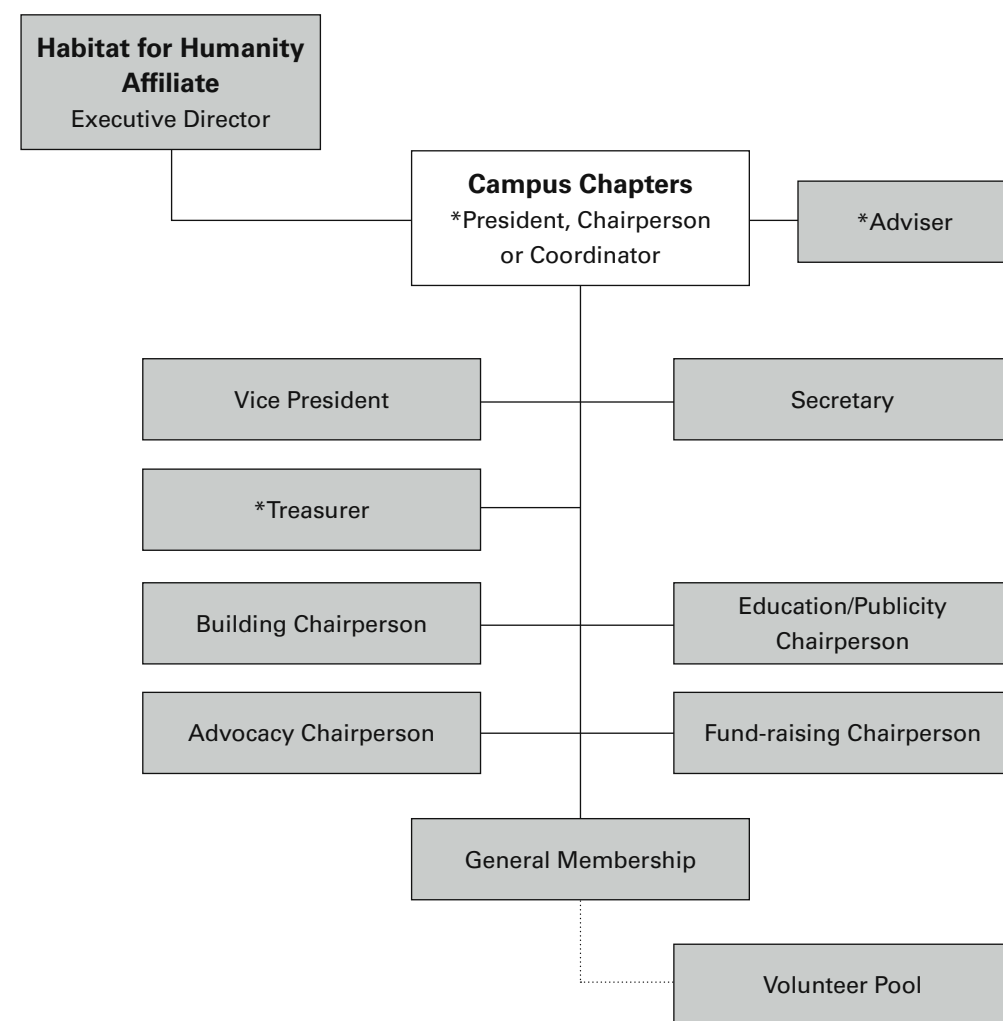 Habitat for Humanity
Affiliate
Executive Director
Campus Chapters
*President, Chairperson
or Coordinator
*Adviser
Vice President
Secretary
*Treasurer
Building Chairperson
Education/Publicity
Chairperson
Advocacy Chairperson
Fund-raising Chairperson
General Membership
Volunteer Pool